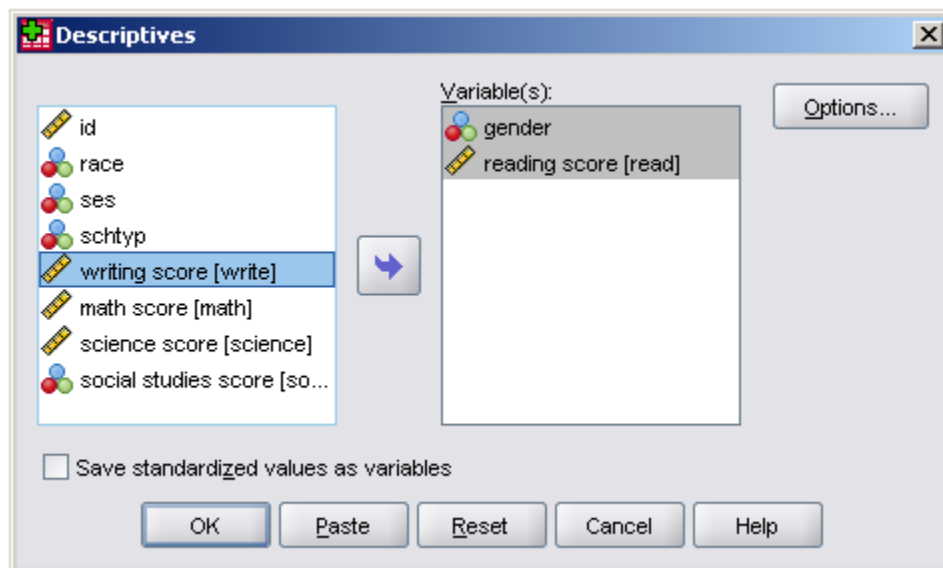 Descriptives
Variable(s):
id
race
ses
schtyp
writing score [write]
math score [math]
science score [science]
social studies score [so...
gender
reading score [read]
Options...
Save standardized values as variables
OK
Paste
Reset
Cancel
Help